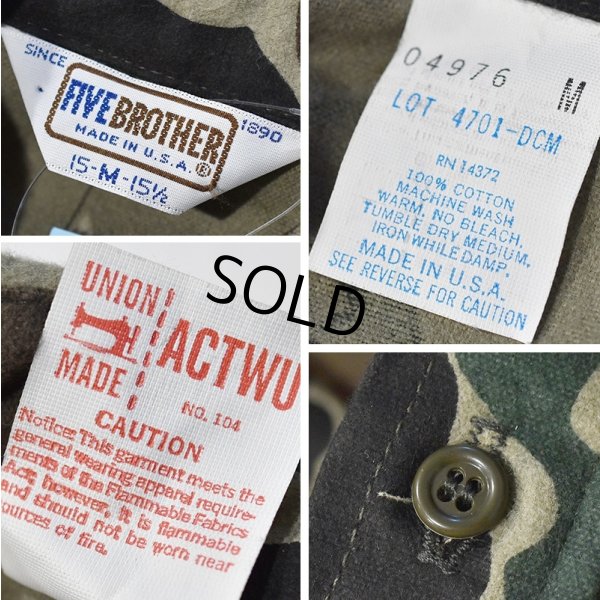 SINCE 1890
FIVE BROTHER
MADE IN U.S.A.
15-M-15½
04976
LOT 4701-DCM
RN 14372
100% COTTON
MACHINE WASH
WARM, NO BLEACH,
TUMBLE DRY MEDIUM,
IRON WHILE DAMP.
MADE IN U.S.A.
SEE REVERSE FOR CAUTION
SOLD
UNION
MADE
ACTWU
NO. 104
CAUTION
Notice: This garment meets the
general wearing apparel require-
ments of the Flammable Fabrics
Act; however, it is flammable
and should not be worn near
sources of fire.